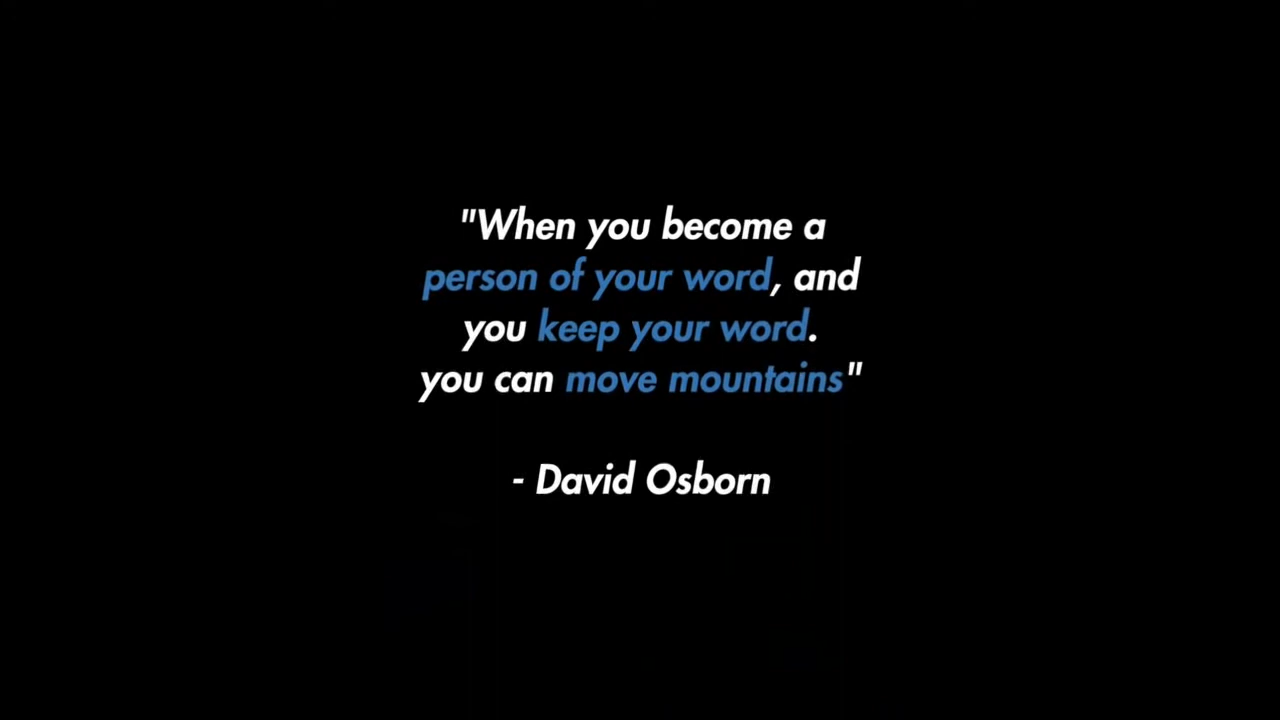 "When you become a
person of your word, and
you keep your word.
you can move mountains"
- David Osborn